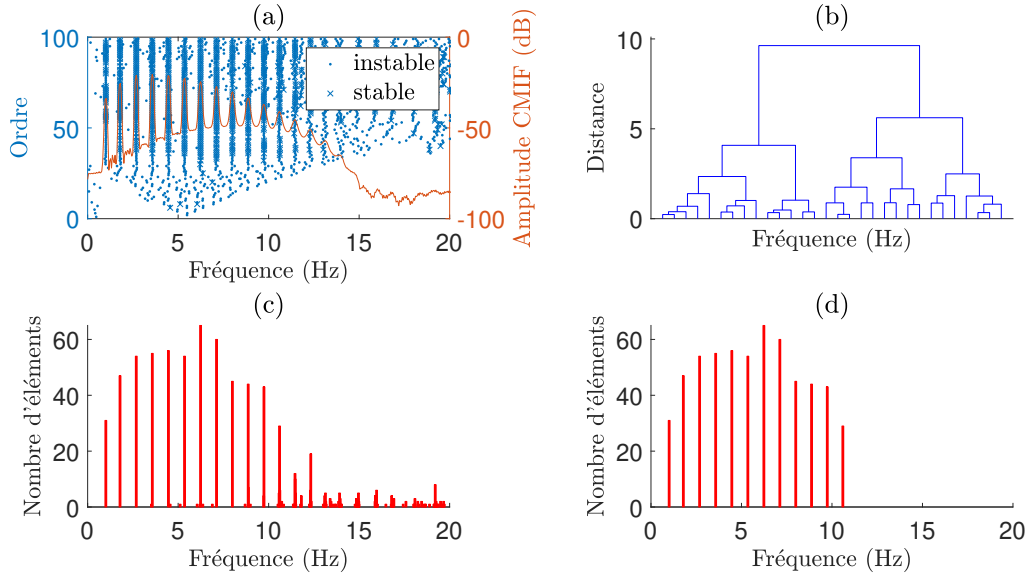 (a)
100
50
0
Ordre
0
-50
-100
Amplitude CMIF (dB)
instable
stable
0 5 10 15 20
Fréquence (Hz)
(b)
10
5
0
Distance
Fréquence (Hz)
(c)
60
40
20
0
Nombre d'éléments
0 5 10 15 20
Fréquence (Hz)
(d)
60
40
20
0
Nombre d'éléments
0 5 10 15 20
Fréquence (Hz)